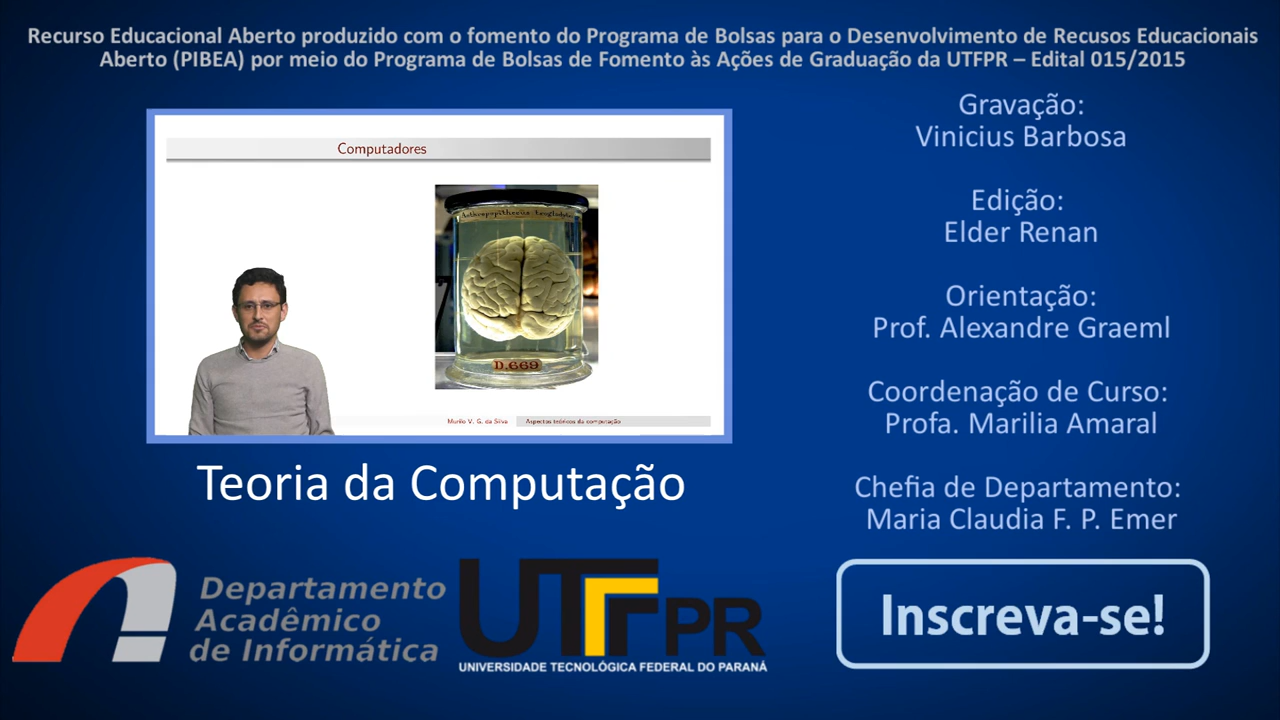 Recurso Educacional Aberto produzido com o fomento do Programa de Bolsas para o Desenvolvimento de Recusos Educacionais
Aberto (PIBEA) por meio do Programa de Bolsas de Fomento às Ações de Graduação da UTFPR – Edital 015/2015
Computadores
D.669
Murilo V. G. da Silva
Aspectos teóricos da computação
Teoria da Computação
Gravação:
Vinicius Barbosa
Edição:
Elder Renan
Orientação:
Prof. Alexandre Graeml
Coordenação de Curso:
Profa. Marilia Amaral
Chefia de Departamento:
Maria Claudia F. P. Emer
Departamento
Acadêmico
de Informática
UTFPR
UNIVERSIDADE TECNOLÓGICA FEDERAL DO PARANÁ
Inscreva-se!